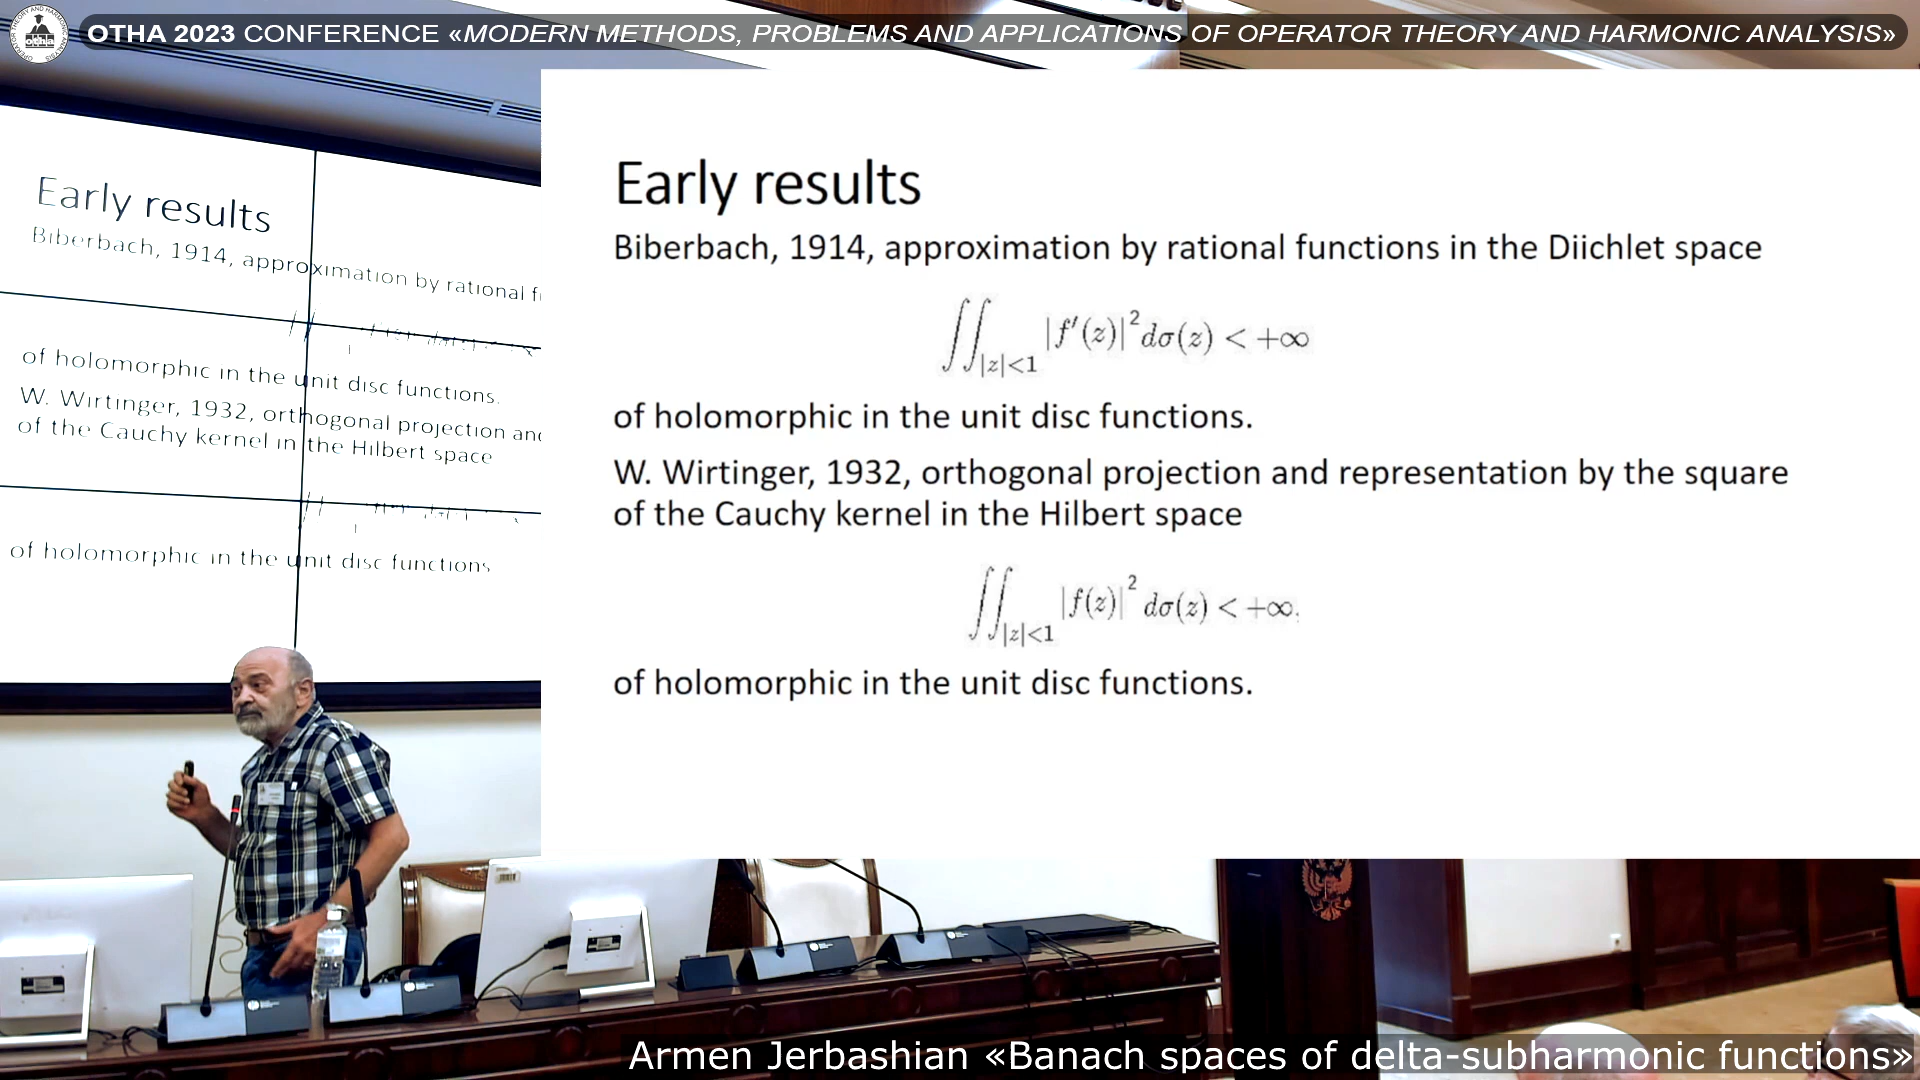 OTHA 2023 CONFERENCE «MODERN METHODS, PROBLEMS AND APPLICATIONS OF OPERATOR THEORY AND HARMONIC ANALYSIS»
Early results
Biberbach, 1914, approximation by rational f
of holomorphic in the unit disc functions.
W. Wirtinger, 1932, orthogonal projection and
of the Cauchy kernel in the Hilbert space
of holomorphic in the unit disc functions
Early results
Biberbach, 1914, approximation by rational functions in the Diichlet space
∬_{|z|<1} |f′(z)|² dσ(z) < +∞
of holomorphic in the unit disc functions.
W. Wirtinger, 1932, orthogonal projection and representation by the square
of the Cauchy kernel in the Hilbert space
∬_{|z|<1} |f(z)|² dσ(z) < +∞.
of holomorphic in the unit disc functions.
Armen Jerbashian «Banach spaces of delta-subharmonic functions»